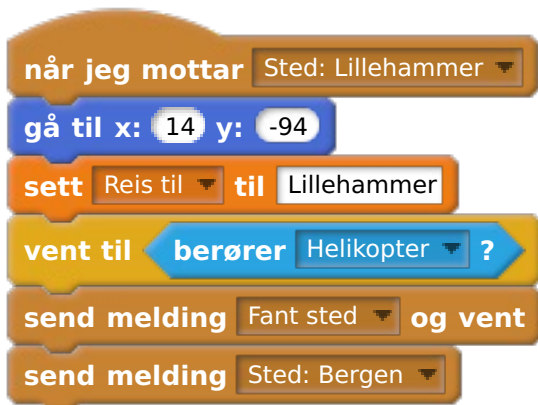 når jeg mottar Sted: Lillehammer
gå til x: 14 y: -94
sett Reis til til Lillehammer
vent til berører Helikopter ?
send melding Fant sted og vent
send melding Sted: Bergen